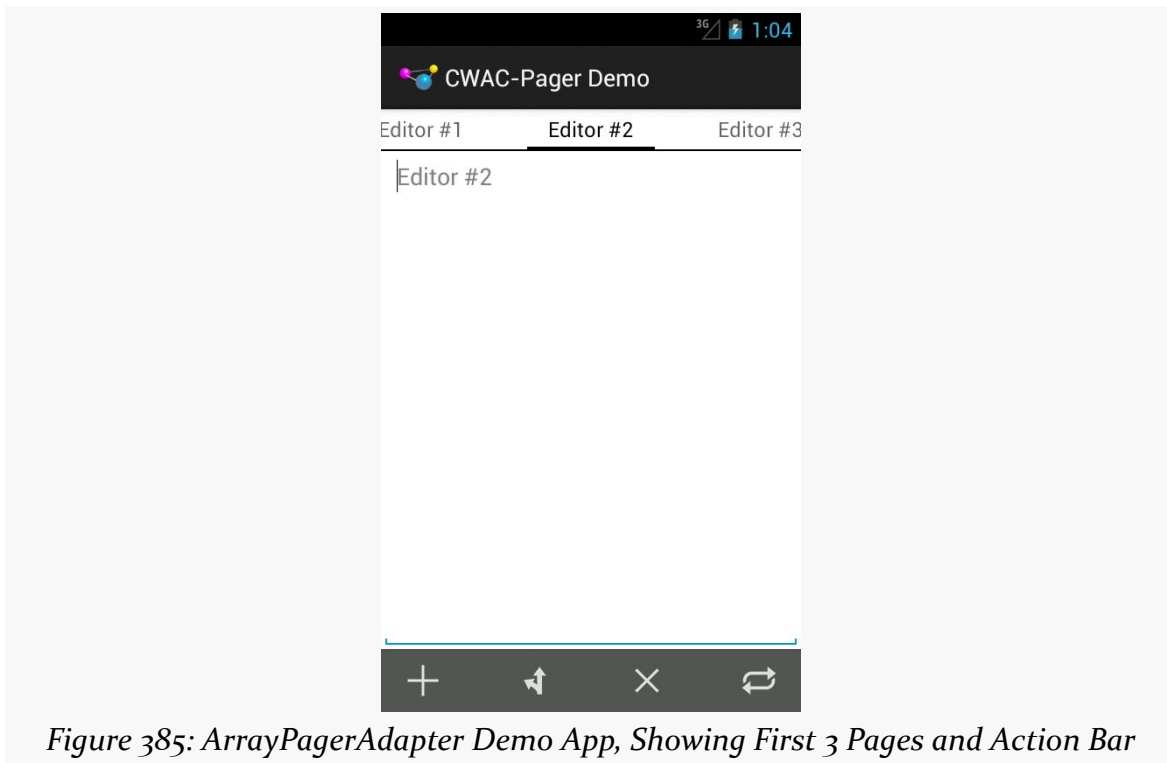 3G 1:04
CWAC-Pager Demo
Editor #1 Editor #2 Editor #3
Editor #2
Figure 385: ArrayPagerAdapter Demo App, Showing First 3 Pages and Action Bar